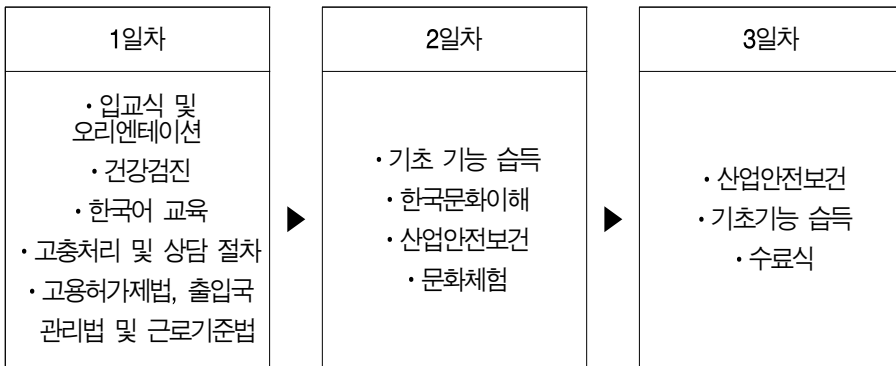 1일차
· 입교식 및
오리엔테이션
· 건강검진
· 한국어 교육
· 고충처리 및 상담 절차
· 고용허가제법, 출입국
관리법 및 근로기준법
2일차
· 기초 기능 습득
· 한국문화이해
· 산업안전보건
· 문화체험
3일차
· 산업안전보건
· 기초기능 습득
· 수료식